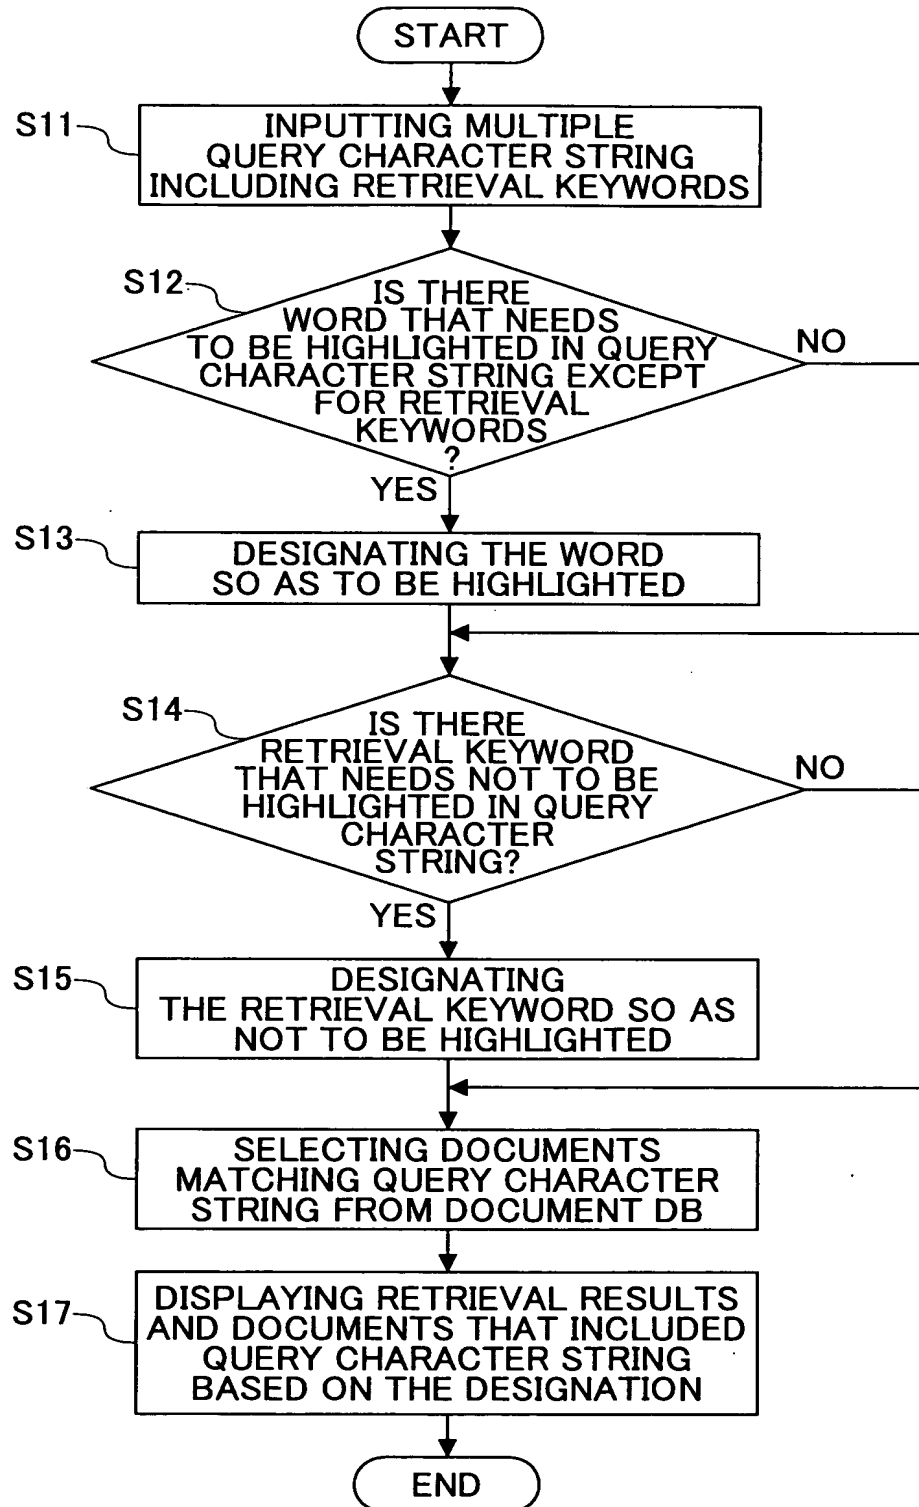 START
S11
INPUTTING MULTIPLE
QUERY CHARACTER STRING
INCLUDING RETRIEVAL KEYWORDS
S12
IS THERE
WORD THAT NEEDS
TO BE HIGHLIGHTED IN QUERY
CHARACTER STRING EXCEPT
FOR RETRIEVAL
KEYWORDS
?
NO
YES
S13
DESIGNATING THE WORD
SO AS TO BE HIGHLIGHTED
S14
IS THERE
RETRIEVAL KEYWORD
THAT NEEDS NOT TO BE
HIGHLIGHTED IN QUERY
CHARACTER
STRING?
NO
YES
S15
DESIGNATING
THE RETRIEVAL KEYWORD SO AS
NOT TO BE HIGHLIGHTED
S16
SELECTING DOCUMENTS
MATCHING QUERY CHARACTER
STRING FROM DOCUMENT DB
S17
DISPLAYING RETRIEVAL RESULTS
AND DOCUMENTS THAT INCLUDED
QUERY CHARACTER STRING
BASED ON THE DESIGNATION
END